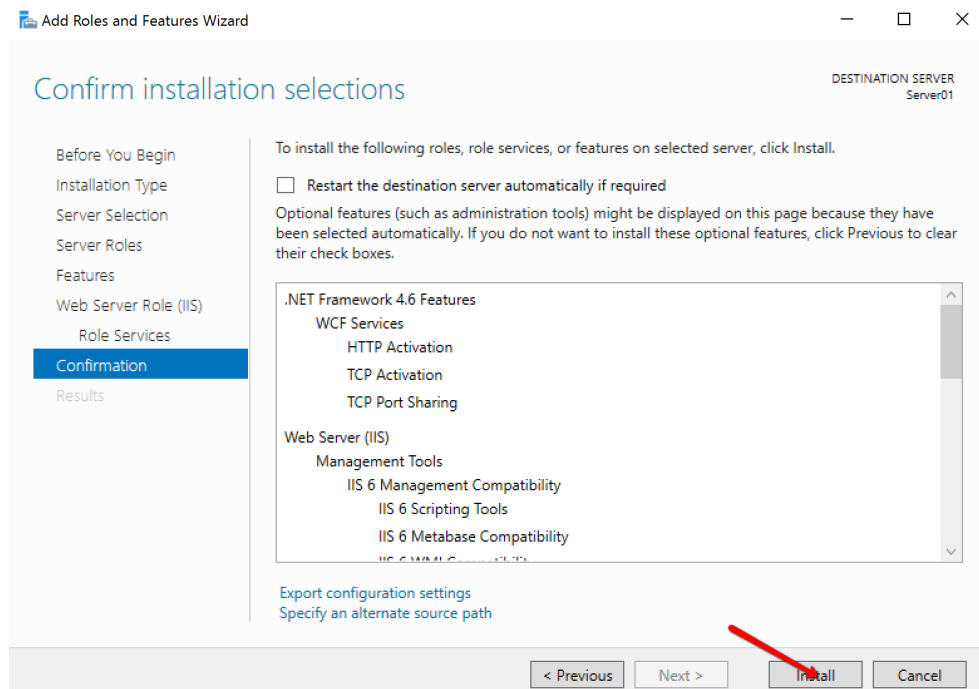 Add Roles and Features Wizard
Confirm installation selections
DESTINATION SERVER
Server01
Before You Begin
Installation Type
Server Selection
Server Roles
Features
Web Server Role (IIS)
Role Services
Confirmation
Results
To install the following roles, role services, or features on selected server, click Install.
Restart the destination server automatically if required
Optional features (such as administration tools) might be displayed on this page because they have
been selected automatically. If you do not want to install these optional features, click Previous to clear
their check boxes.
.NET Framework 4.6 Features
WCF Services
HTTP Activation
TCP Activation
TCP Port Sharing
Web Server (IIS)
Management Tools
IIS 6 Management Compatibility
IIS 6 Scripting Tools
IIS 6 Metabase Compatibility
IIS 6 WMI Compatibility
Export configuration settings
Specify an alternate source path
< Previous
Next >
Install
Cancel